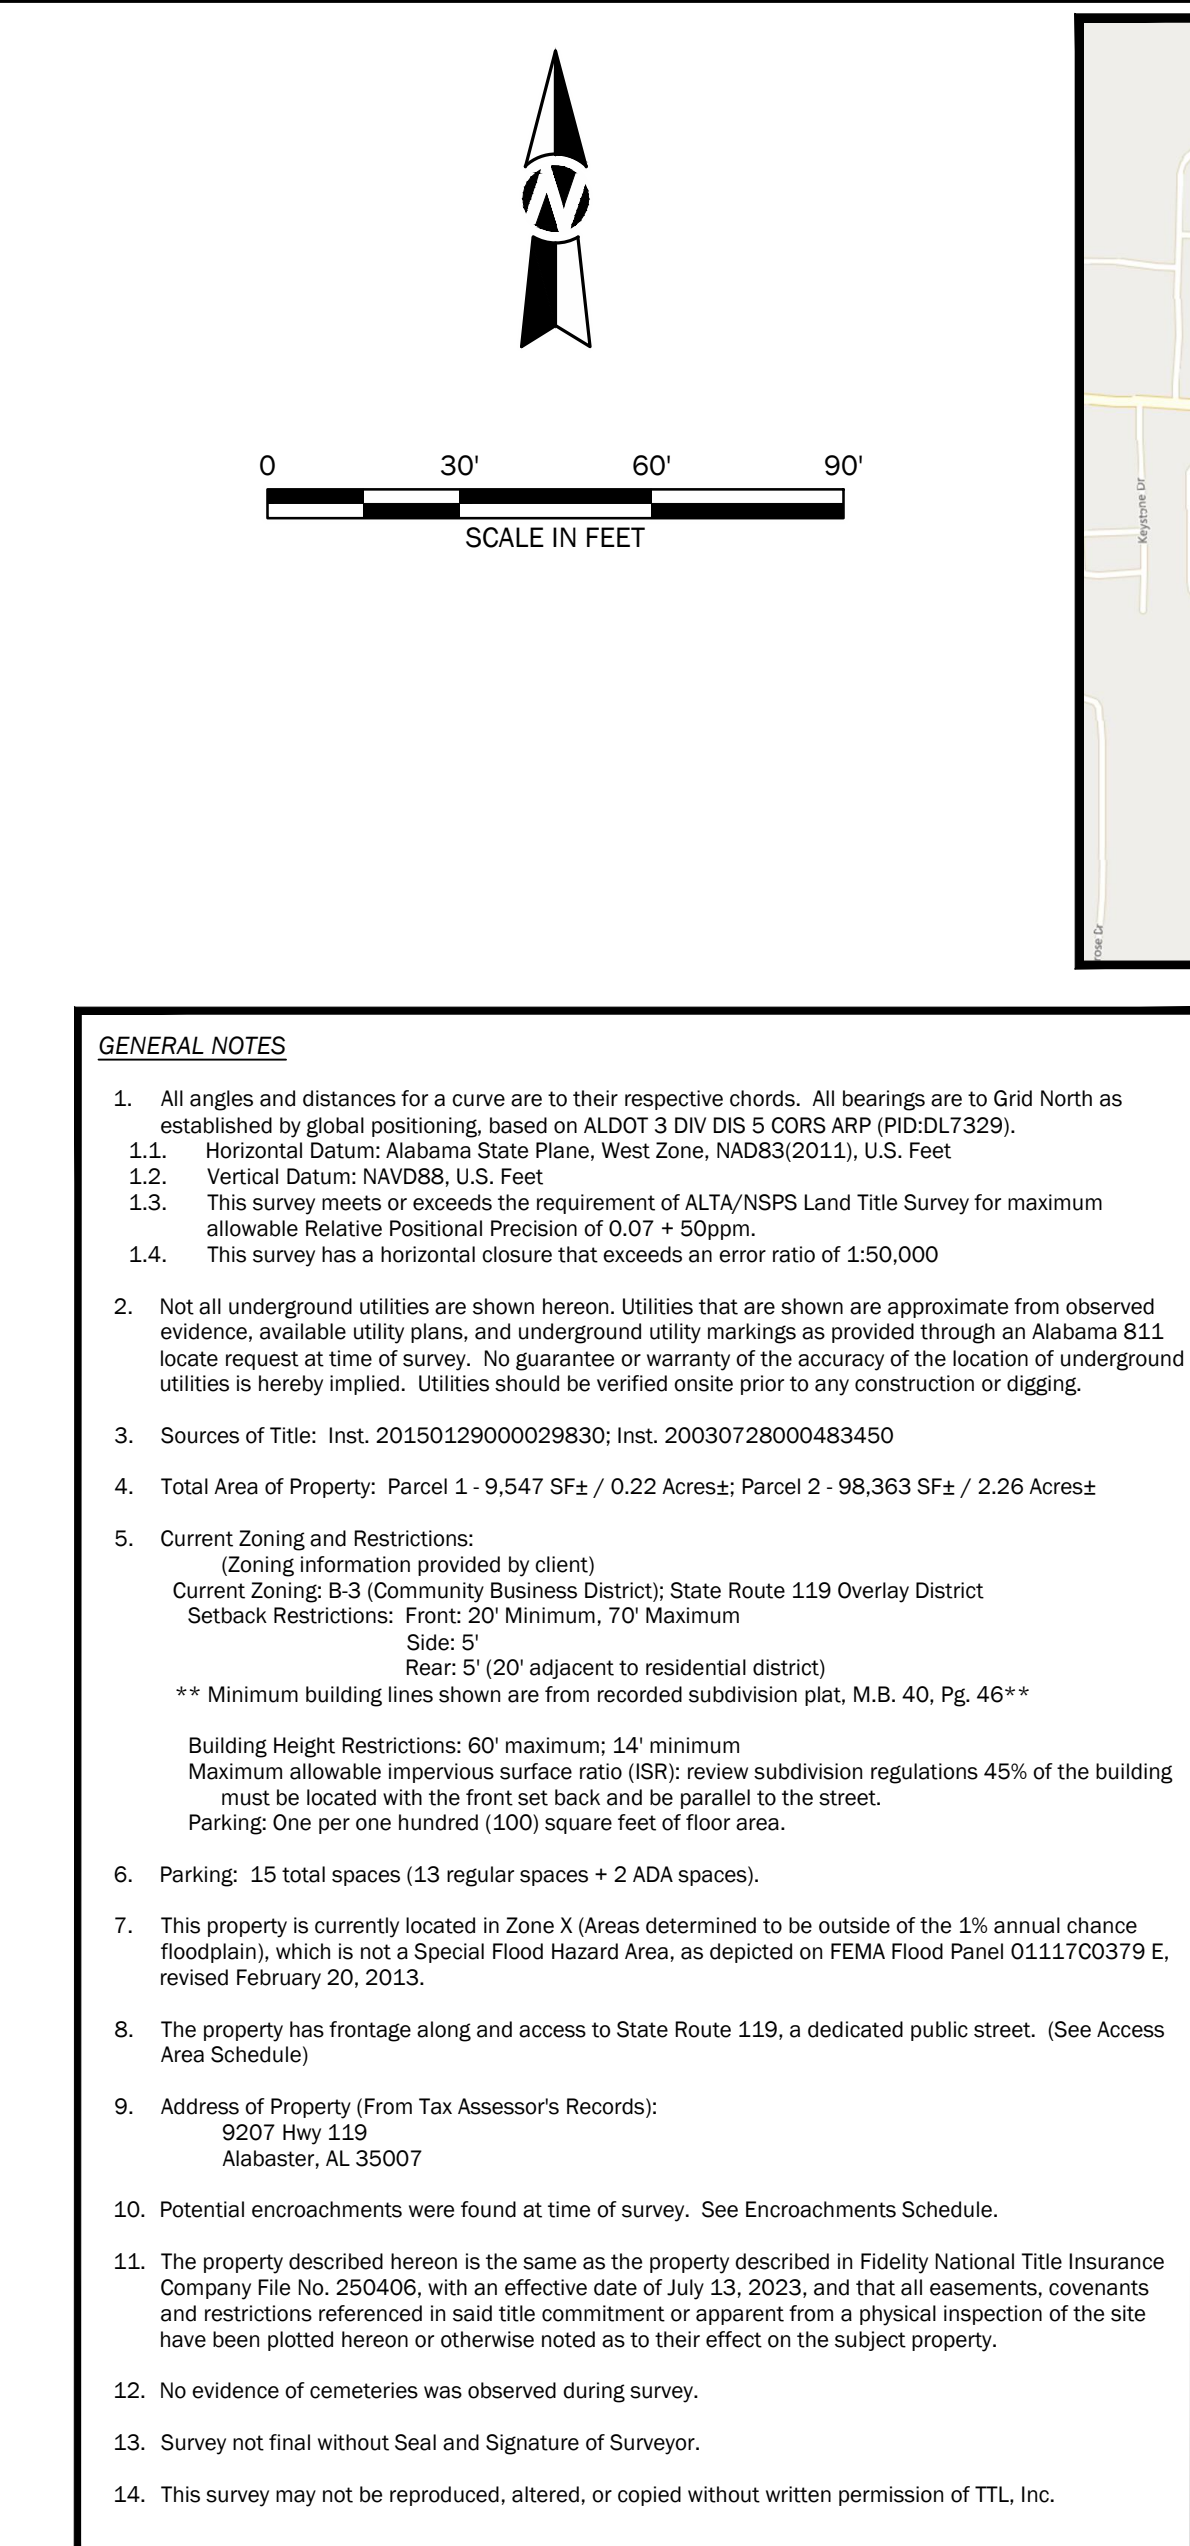 N
0 30' 60' 90'
SCALE IN FEET
Keystone Dr
rose Dr
GENERAL NOTES
1. All angles and distances for a curve are to their respective chords. All bearings are to Grid North as
established by global positioning, based on ALDOT 3 DIV DIS 5 CORS ARP (PID:DL7329).
1.1. Horizontal Datum: Alabama State Plane, West Zone, NAD83(2011), U.S. Feet
1.2. Vertical Datum: NAVD88, U.S. Feet
1.3. This survey meets or exceeds the requirement of ALTA/NSPS Land Title Survey for maximum
allowable Relative Positional Precision of 0.07 + 50ppm.
1.4. This survey has a horizontal closure that exceeds an error ratio of 1:50,000
2. Not all underground utilities are shown hereon. Utilities that are shown are approximate from observed
evidence, available utility plans, and underground utility markings as provided through an Alabama 811
locate request at time of survey. No guarantee or warranty of the accuracy of the location of underground
utilities is hereby implied. Utilities should be verified onsite prior to any construction or digging.
3. Sources of Title: Inst. 20150129000029830; Inst. 20030728000483450
4. Total Area of Property: Parcel 1 - 9,547 SF± / 0.22 Acres±; Parcel 2 - 98,363 SF± / 2.26 Acres±
5. Current Zoning and Restrictions:
(Zoning information provided by client)
Current Zoning: B-3 (Community Business District); State Route 119 Overlay District
Setback Restrictions: Front: 20' Minimum, 70' Maximum
Side: 5'
Rear: 5' (20' adjacent to residential district)
** Minimum building lines shown are from recorded subdivision plat, M.B. 40, Pg. 46**
Building Height Restrictions: 60' maximum; 14' minimum
Maximum allowable impervious surface ratio (ISR): review subdivision regulations 45% of the building
must be located with the front set back and be parallel to the street.
Parking: One per one hundred (100) square feet of floor area.
6. Parking: 15 total spaces (13 regular spaces + 2 ADA spaces).
7. This property is currently located in Zone X (Areas determined to be outside of the 1% annual chance
floodplain), which is not a Special Flood Hazard Area, as depicted on FEMA Flood Panel 01117C0379 E,
revised February 20, 2013.
8. The property has frontage along and access to State Route 119, a dedicated public street. (See Access
Area Schedule)
9. Address of Property (From Tax Assessor's Records):
9207 Hwy 119
Alabaster, AL 35007
10. Potential encroachments were found at time of survey. See Encroachments Schedule.
11. The property described hereon is the same as the property described in Fidelity National Title Insurance
Company File No. 250406, with an effective date of July 13, 2023, and that all easements, covenants
and restrictions referenced in said title commitment or apparent from a physical inspection of the site
have been plotted hereon or otherwise noted as to their effect on the subject property.
12. No evidence of cemeteries was observed during survey.
13. Survey not final without Seal and Signature of Surveyor.
14. This survey may not be reproduced, altered, or copied without written permission of TTL, Inc.